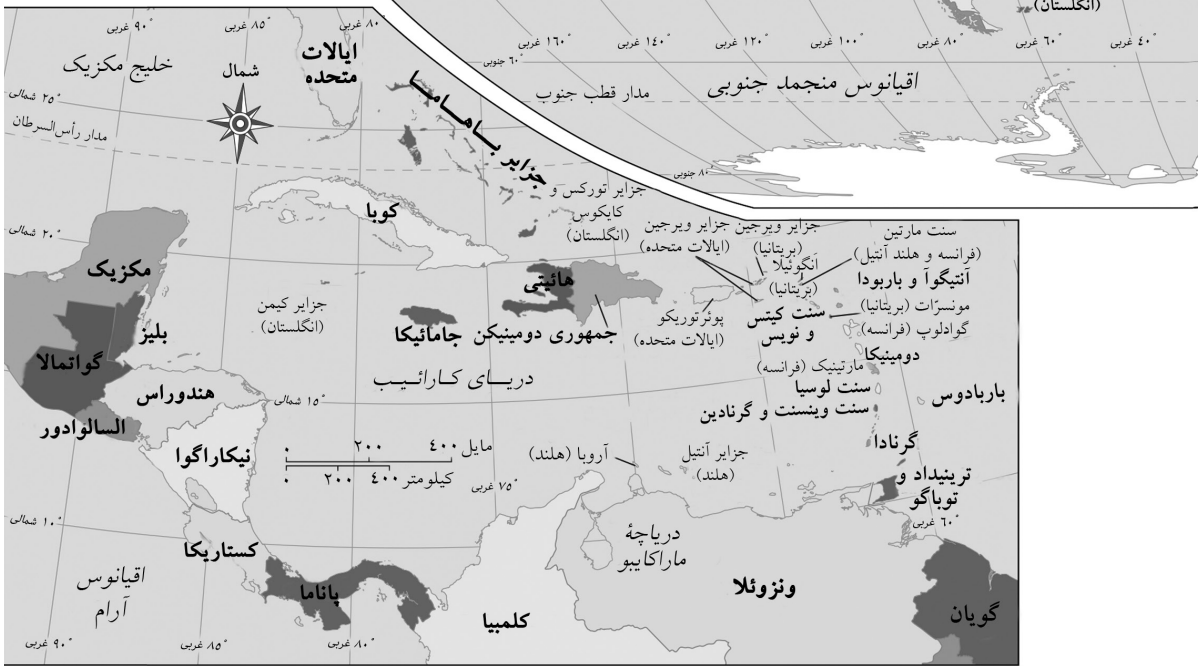 (انگلستان)
۱۶۰° غربی
۱۴۰° غربی
۱۲۰° غربی
۱۰۰° غربی
۸۰° غربی
۶۰° غربی
۴۰° غربی
۶۰° جنوبی
مدار قطب جنوب
اقیانوس منجمد جنوبی
۸۰° جنوبی
۹۰° غربی
۸۵° غربی
۸۰° غربی
خلیج مکزیک
شمال
ایالات
متحده
۲۵° شمالی
مدار رأس‌السرطان
جزایر باهاما
جزایر تورکس و
کایکوس
(انگلستان)
کوبا
۲۰° شمالی
مکزیک
بلیز
گواتمالا
هندوراس
السالوادور
نیکاراگوا
کستاریکا
پاناما
جزایر کیمن
(انگلستان)
جامائیکا
هائیتی
جمهوری دومینیکن
دریای کارائیب
۱۵° شمالی
جزایر ویرجین
(ایالات متحده)
جزایر ویرجین
(بریتانیا)
آنگوئیلا
(بریتانیا)
پوئرتوریکو
(ایالات متحده)
سنت کیتس
و نویس
سنت مارتین
(فرانسه و هلند آنتیل)
آنتیگوآ و باربودا
مونسرّات (بریتانیا)
گوادلوپ (فرانسه)
دومینیکا
مارتینیک (فرانسه)
سنت لوسیا
سنت وینسنت و گرنادین
باربادوس
گرنادا
ترینیداد و
توباگو
۶۰° غربی
۰ ۲۰۰ ۴۰۰ مایل
۰ ۲۰۰ ۴۰۰ کیلومتر
۷۵° غربی
آروبا (هلند)
جزایر آنتیل
(هلند)
دریاچهٔ
ماراکایبو
ونزوئلا
کلمبیا
گویان
۱۰° شمالی
اقیانوس
آرام
۹۰° غربی
۸۵° غربی
۸۰° غربی